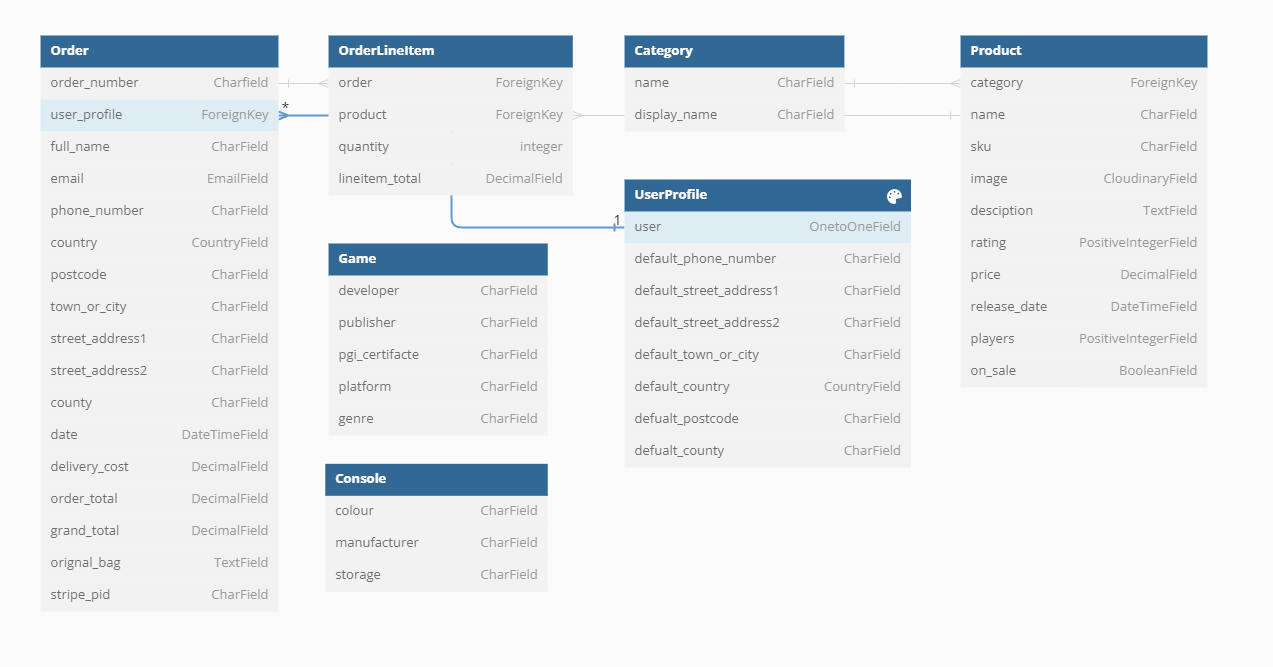 Order
order_number Charfield
user_profile ForeignKey
full_name CharField
email EmailField
phone_number CharField
country CountryField
postcode CharField
town_or_city CharField
street_address1 CharField
street_address2 CharField
county CharField
date DateTimeField
delivery_cost DecimalField
order_total DecimalField
grand_total DecimalField
orignal_bag TextField
stripe_pid CharField
*
OrderLineItem
order ForeignKey
product ForeignKey
quantity integer
lineitem_total DecimalField
Game
developer CharField
publisher CharField
pgi_certifacte CharField
platform CharField
genre CharField
Console
colour CharField
manufacturer CharField
storage CharField
Category
name CharField
display_name CharField
1
UserProfile
user OnetoOneField
default_phone_number CharField
default_street_address1 CharField
default_street_address2 CharField
default_town_or_city CharField
default_country CountryField
defualt_postcode CharField
defualt_county CharField
Product
category ForeignKey
name CharField
sku CharField
image CloudinaryField
desciption TextField
rating PositiveIntegerField
price DecimalField
release_date DateTimeField
players PositiveIntegerField
on_sale BooleanField